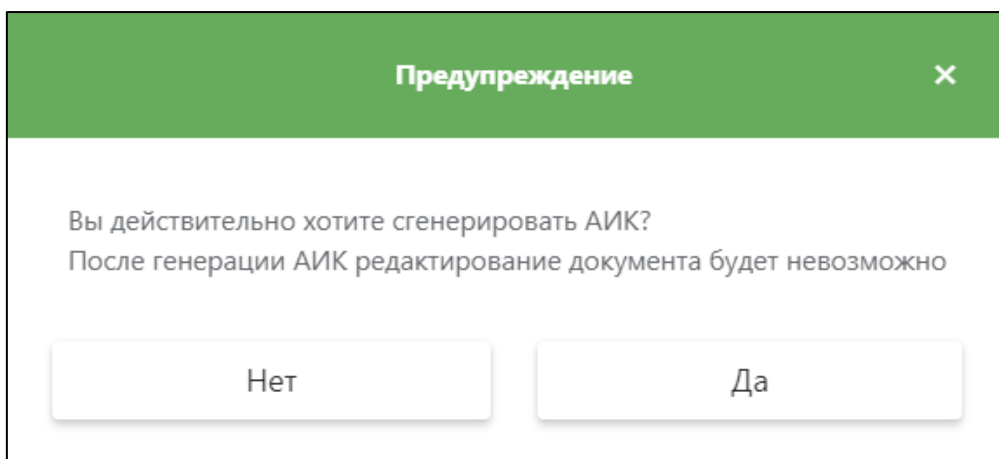 Предупреждение
Вы действительно хотите сгенерировать АИК?
После генерации АИК редактирование документа будет невозможно
Нет
Да